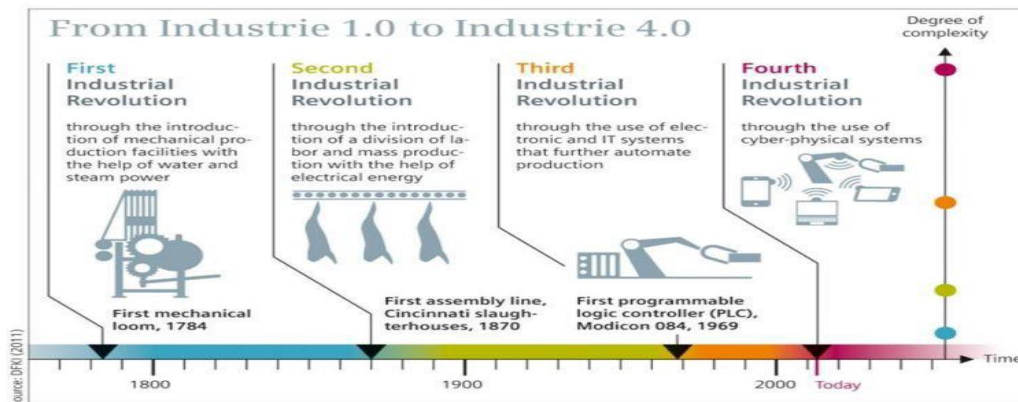 From Industrie 1.0 to Industrie 4.0
Degree of
complexity
First
Industrial
Revolution
through the introduc-
tion of mechanical pro-
duction facilities with
the help of water and
steam power
First mechanical
loom, 1784
Second
Industrial
Revolution
through the introduc-
tion of a division of la-
bor and mass produc-
tion with the help of
electrical energy
First assembly line,
Cincinnati slaugh-
terhouses, 1870
Third
Industrial
Revolution
through the use of elec-
tronic and IT systems
that further automate
production
First programmable
logic controller (PLC),
Modicon 084, 1969
Fourth
Industrial
Revolution
through the use of
cyber-physical systems
1800
1900
2000
Today
Time
ource: DFKI (2011)